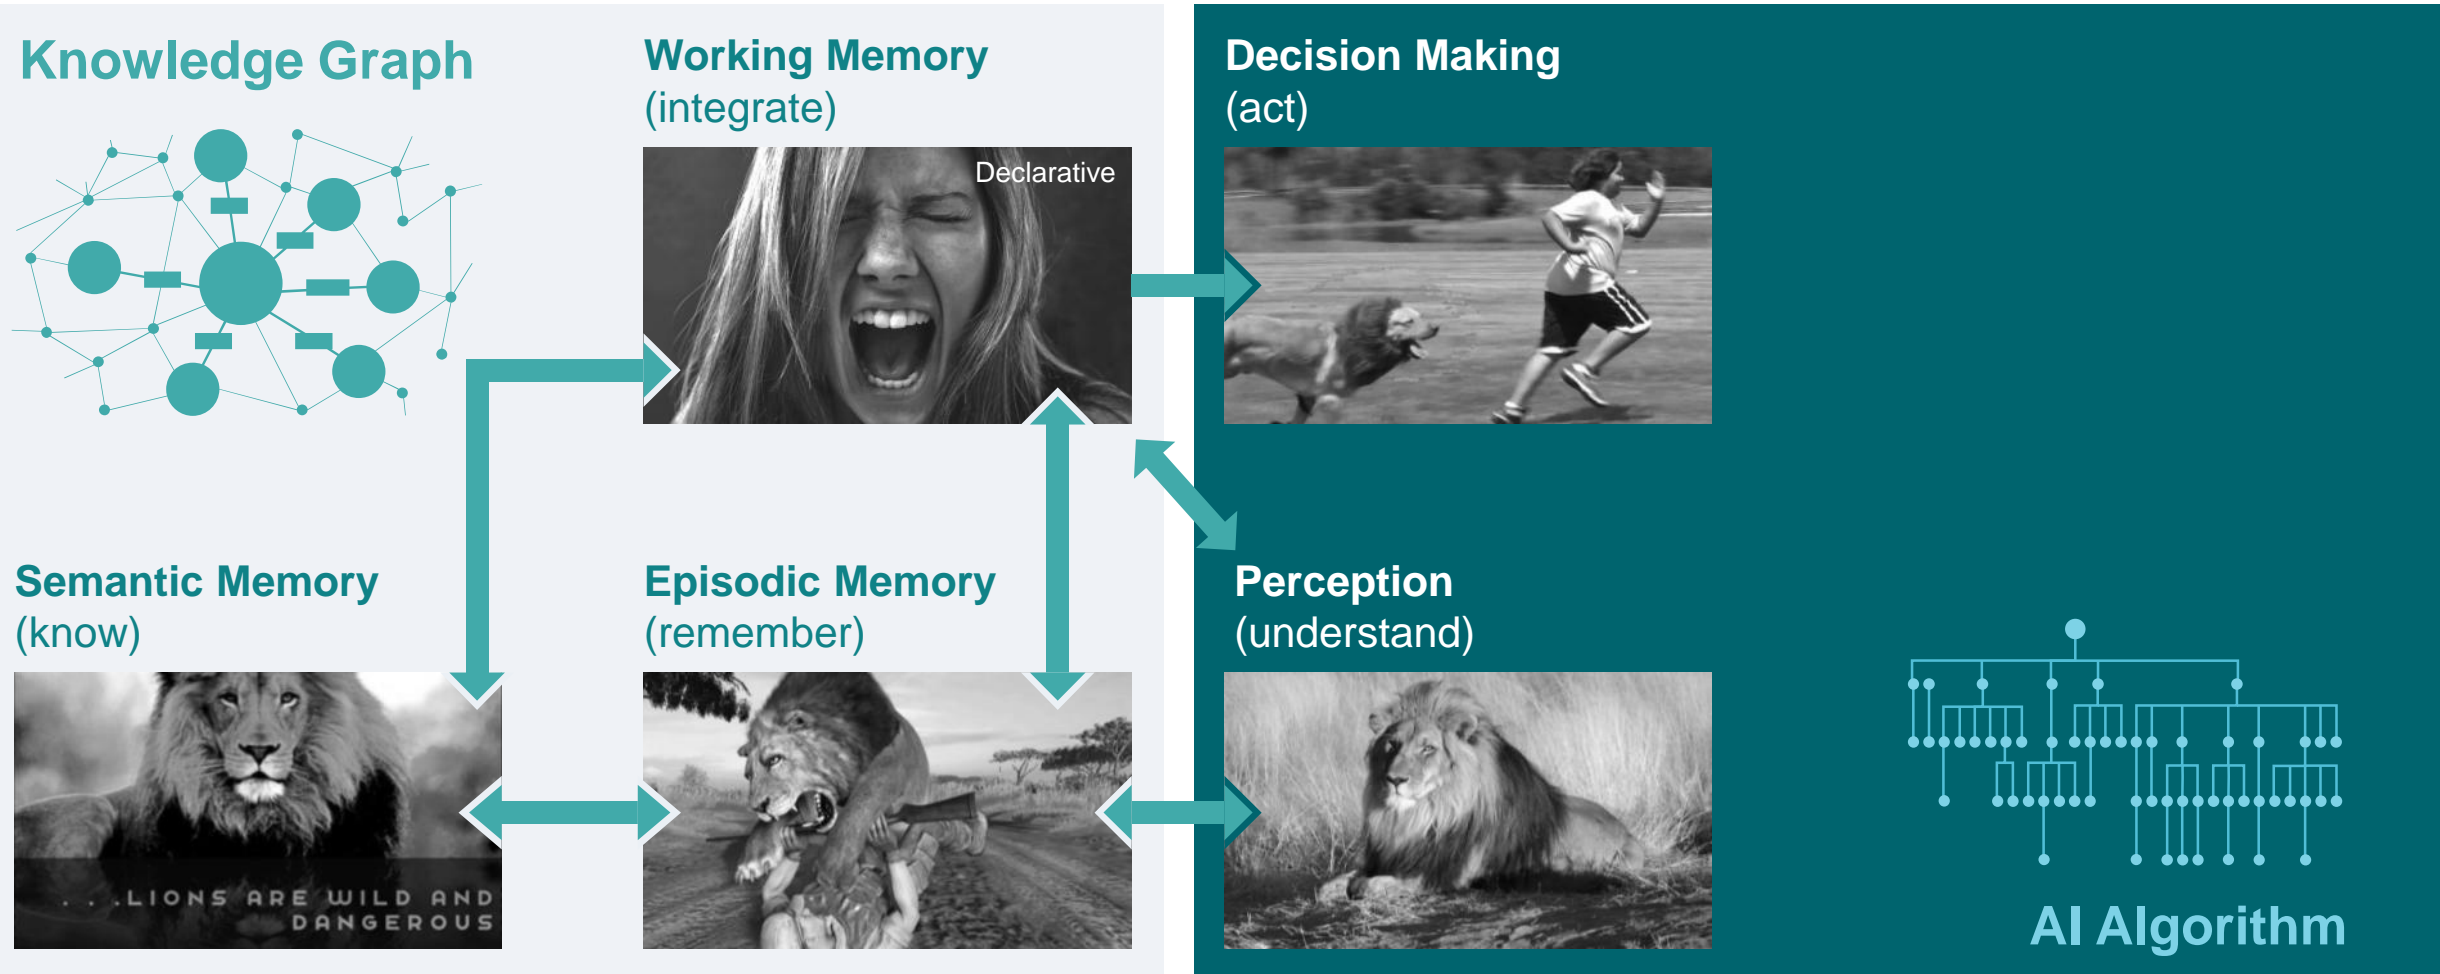 Knowledge Graph
Working Memory
(integrate)
Declarative
Decision Making
(act)
Semantic Memory
(know)
. . .LIONS ARE WILD AND
DANGEROUS
Episodic Memory
(remember)
Perception
(understand)
AI Algorithm